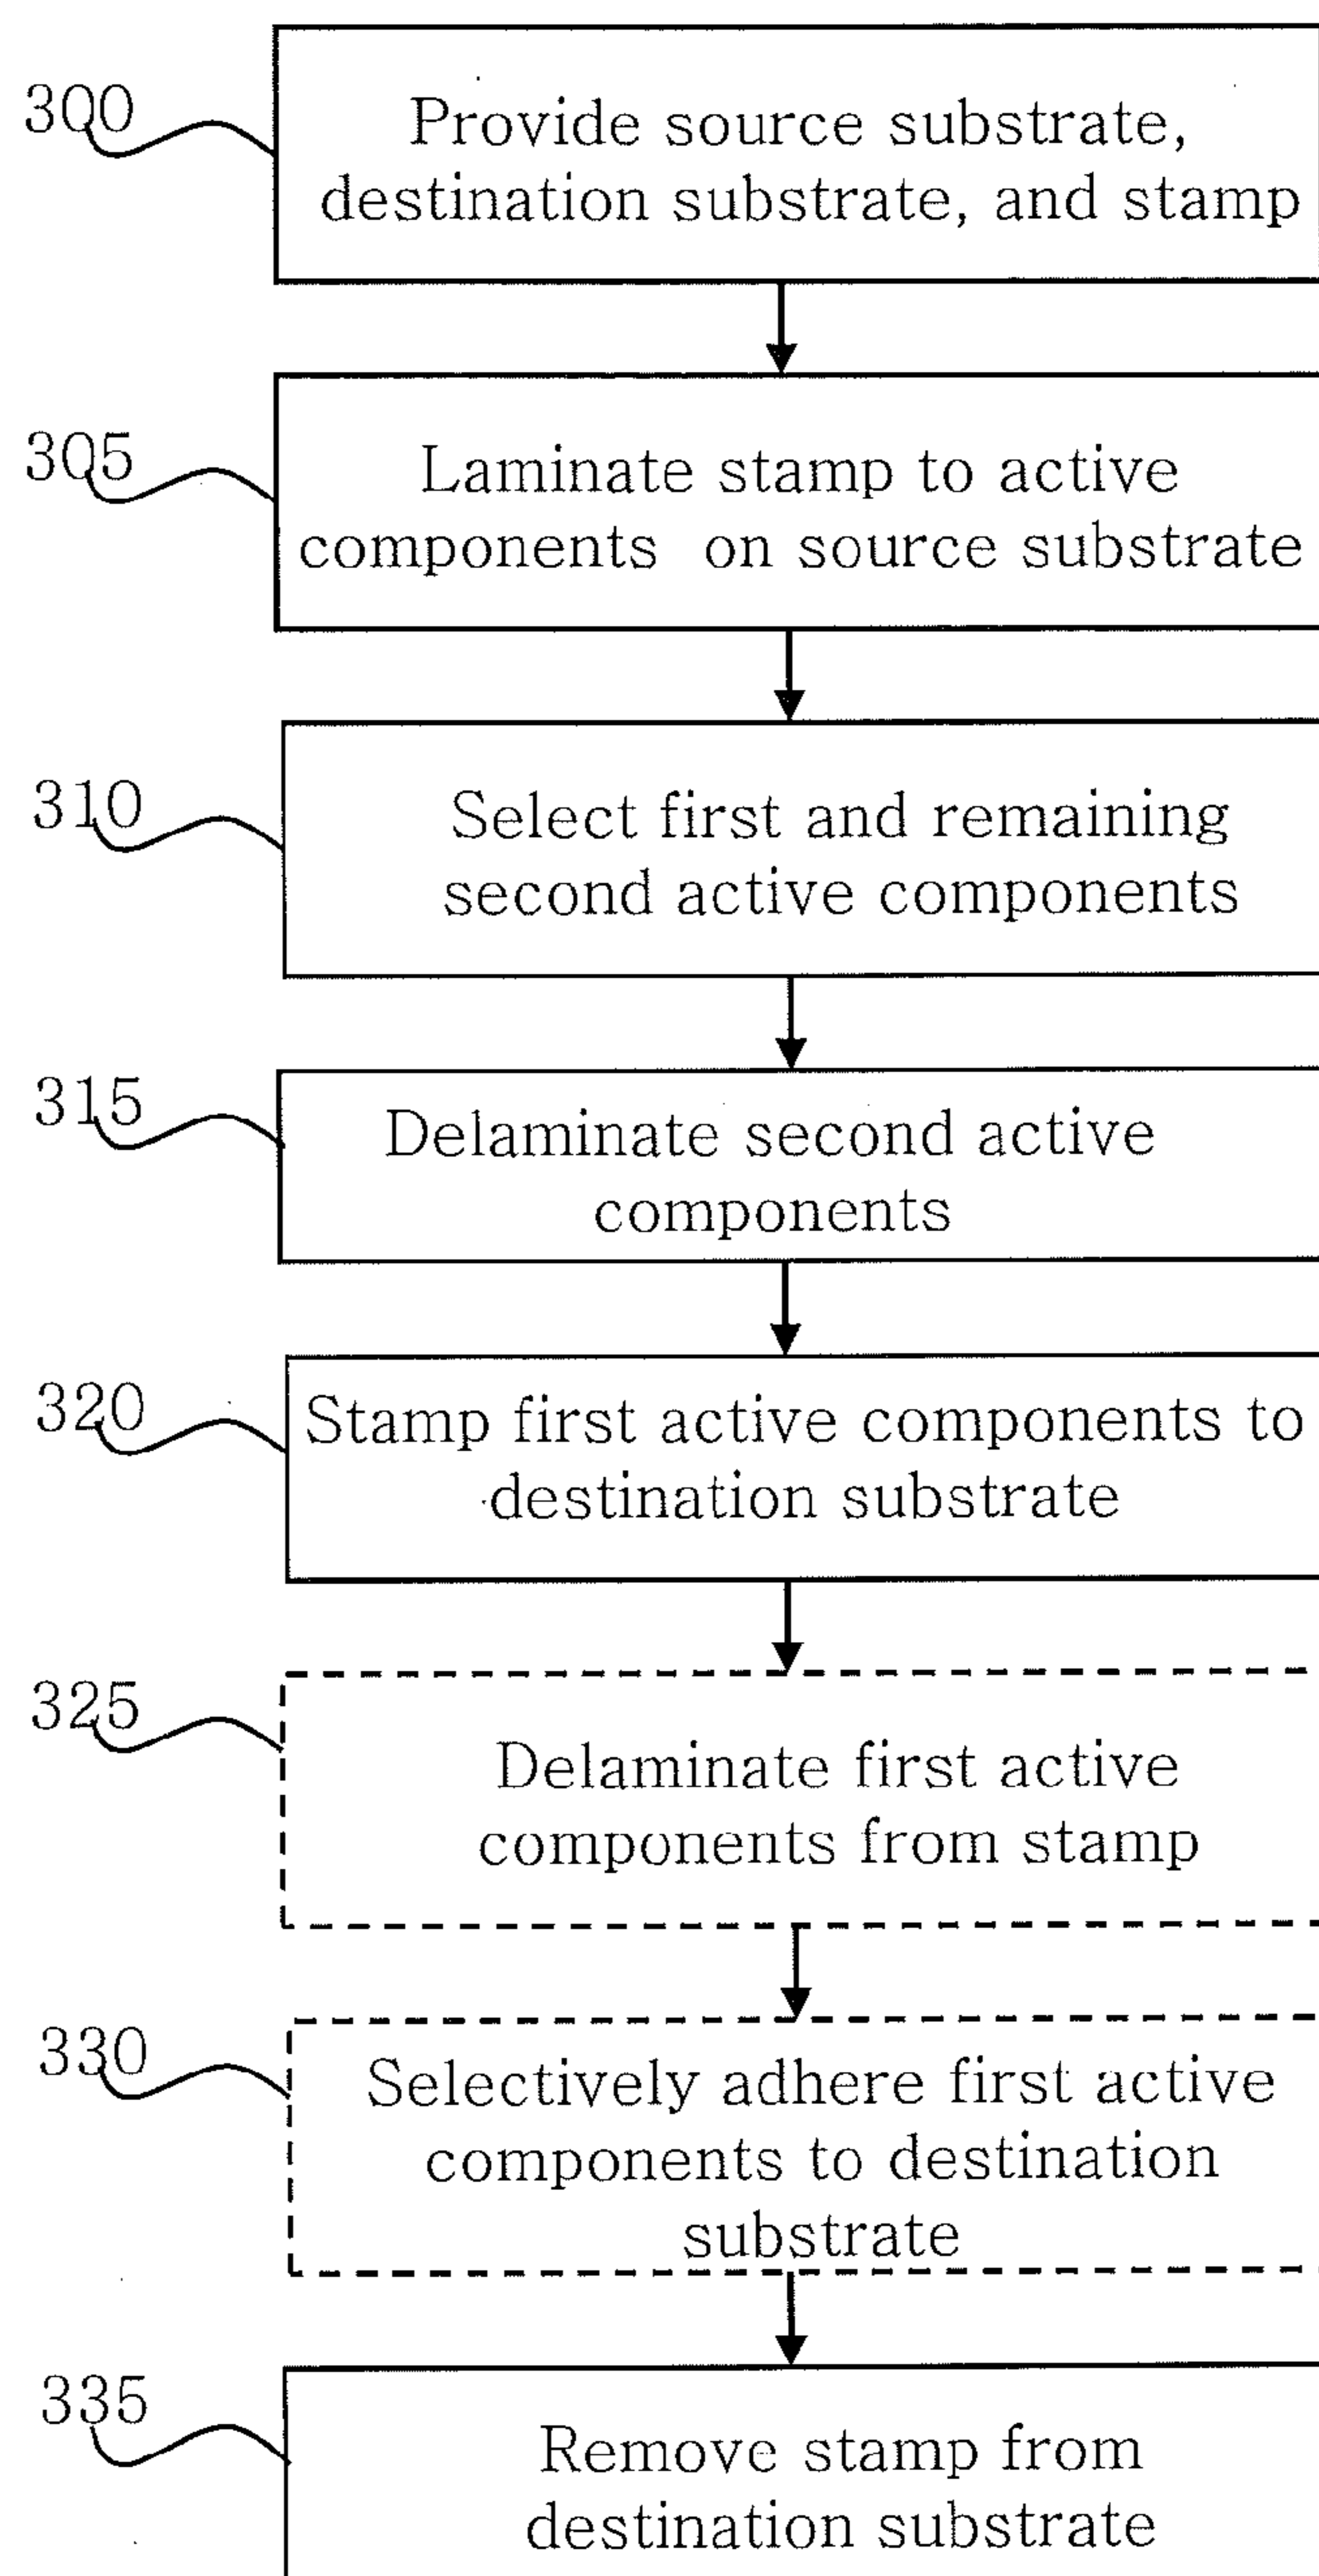 300
Provide source substrate,
destination substrate, and stamp
305
Laminate stamp to active
components on source substrate
310
Select first and remaining
second active components
315
Delaminate second active
components
320
Stamp first active components to
destination substrate
325
Delaminate first active
components from stamp
330
Selectively adhere first active
components to destination
substrate
335
Remove stamp from
destination substrate